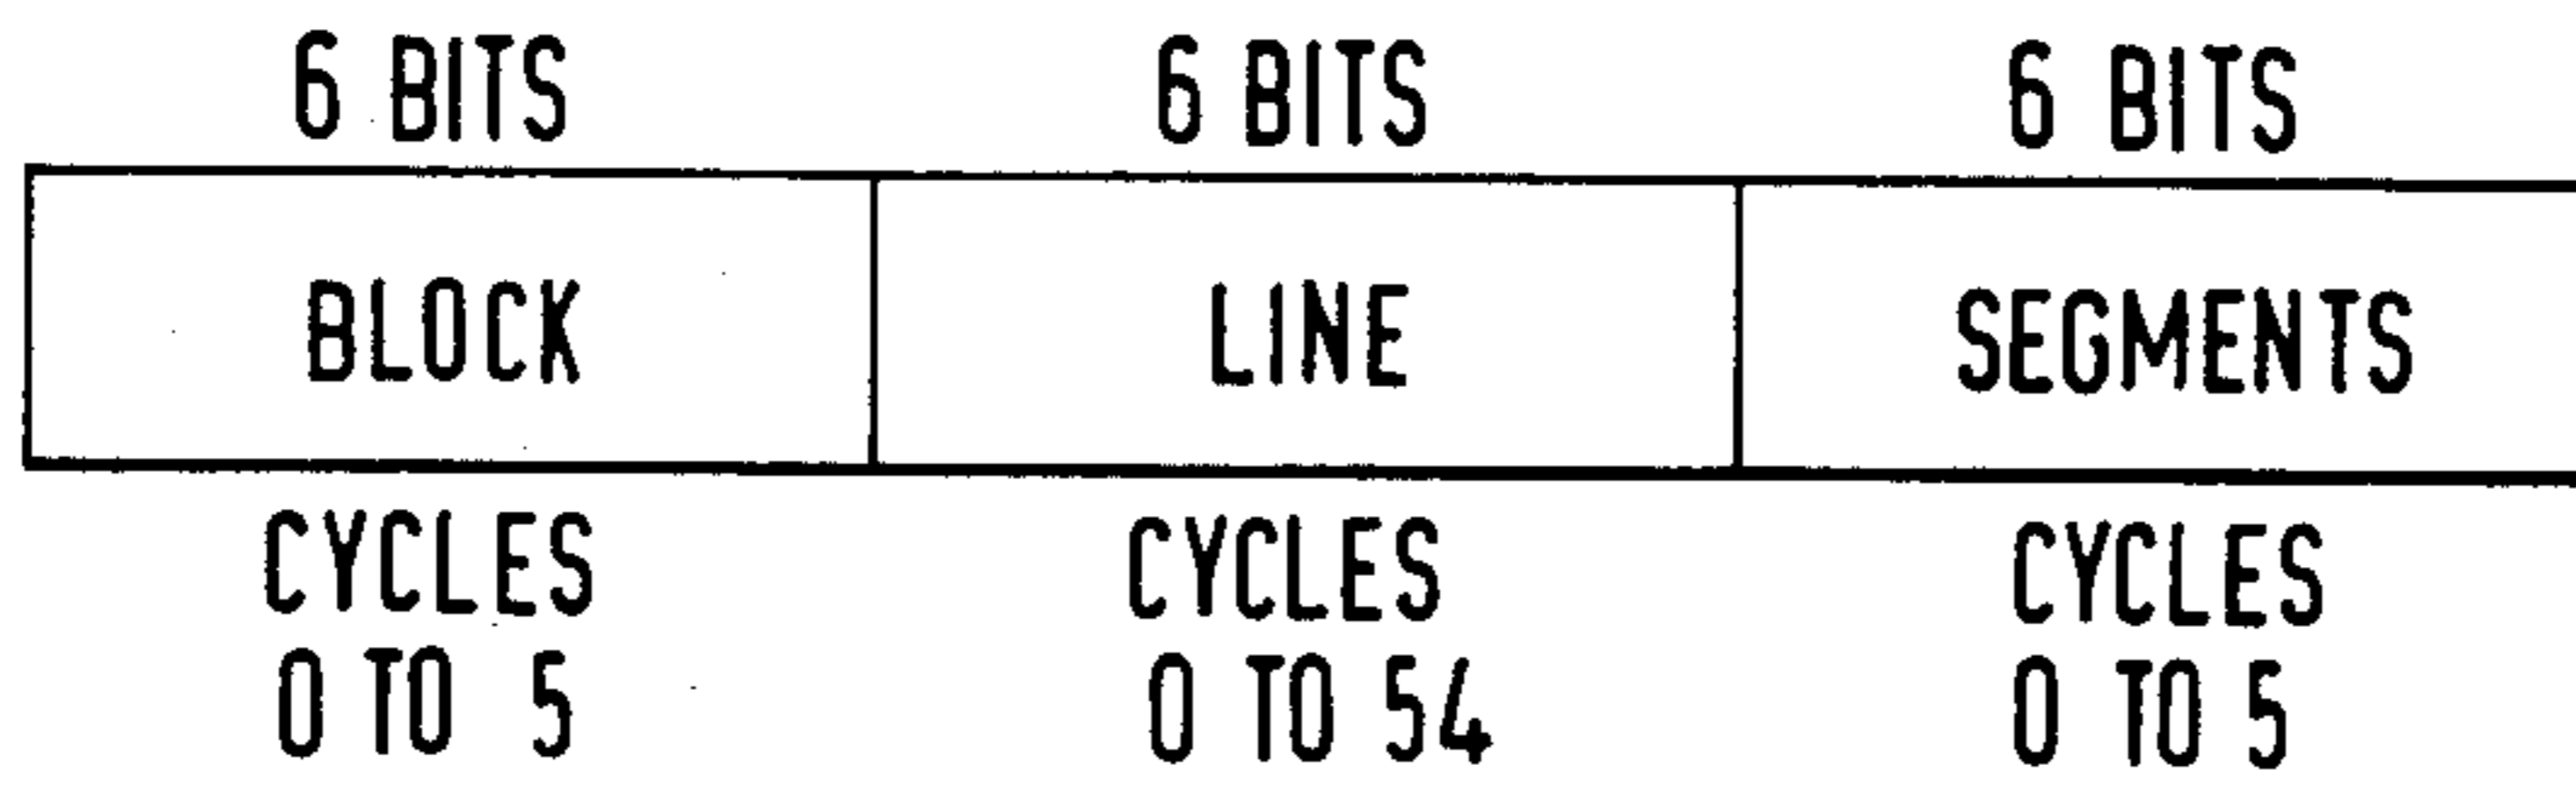 6 BITS 6 BITS 6 BITS
BLOCK LINE SEGMENTS
CYCLES CYCLES CYCLES
0 TO 5 0 TO 54 0 TO 5